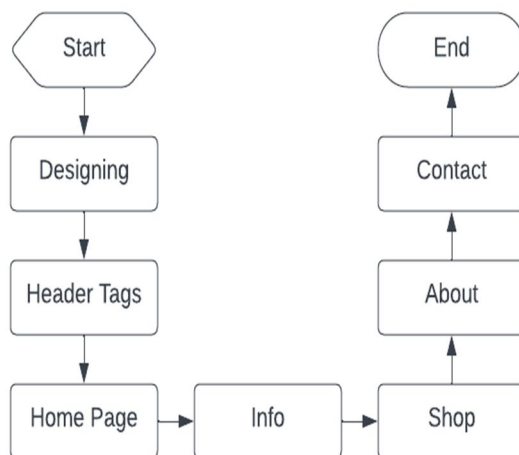 Start
Designing
Header Tags
Home Page
Info
Shop
About
Contact
End